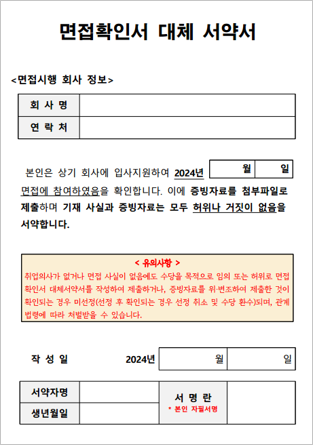 면접확인서 대체 서약서
<면접시행 회사 정보>
회 사 명
연 락 처
본인은 상기 회사에 입사지원하여 2024년 월 일
면접에 참여하였음을 확인합니다. 이에 증빙자료를 첨부파일로
제출하며 기재 사실과 증빙자료는 모두 허위나 거짓이 없음을
서약합니다.
< 유의사항 >
취업의사가 없거나 면접 사실이 없음에도 수당을 목적으로 임의 또는 허위로 면접
확인서 대체서약서를 작성하여 제출하거나, 증빙자료를 위·변조하여 제출한 것이
확인되는 경우 미선정(선정 후 확인되는 경우 선정 취소 및 수당 환수)되며, 관계
법령에 따라 처벌받을 수 있습니다.
작 성 일 2024년 월 일
서약자명
생년월일
서 명 란
* 본인 자필서명